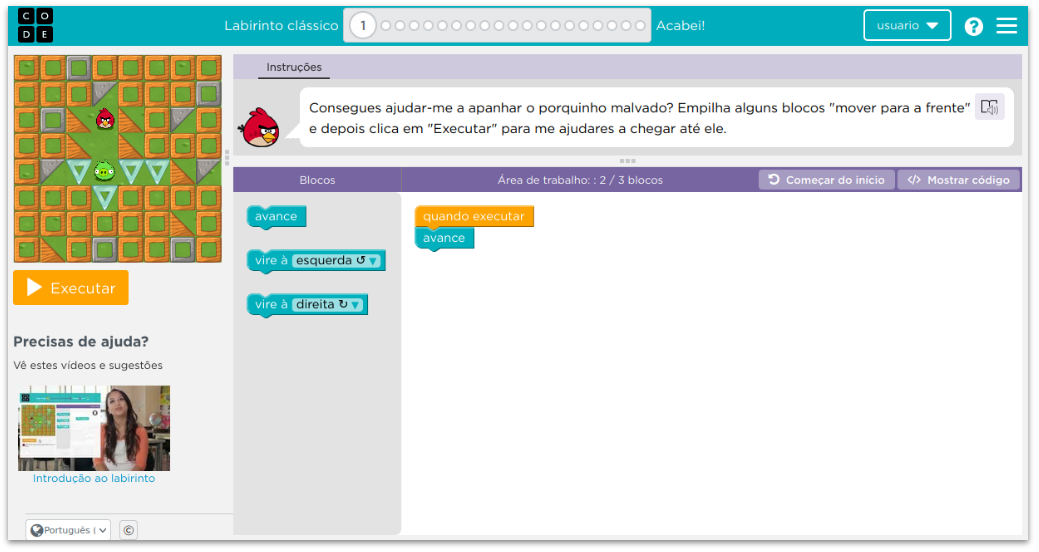 C O
D E
Labirinto clássico
1
Acabei!
usuario
?
Instruções
Consegues ajudar-me a apanhar o porquinho malvado? Empilha alguns blocos "mover para a frente"
e depois clica em "Executar" para me ajudares a chegar até ele.
Blocos
Área de trabalho: : 2 / 3 blocos
Começar do início
</> Mostrar código
avance
vire à esquerda ↺ ▼
vire à direita ↻ ▼
quando executar
avance
Executar
Precisas de ajuda?
Vê estes vídeos e sugestões
Introdução ao labirinto
Português (
©